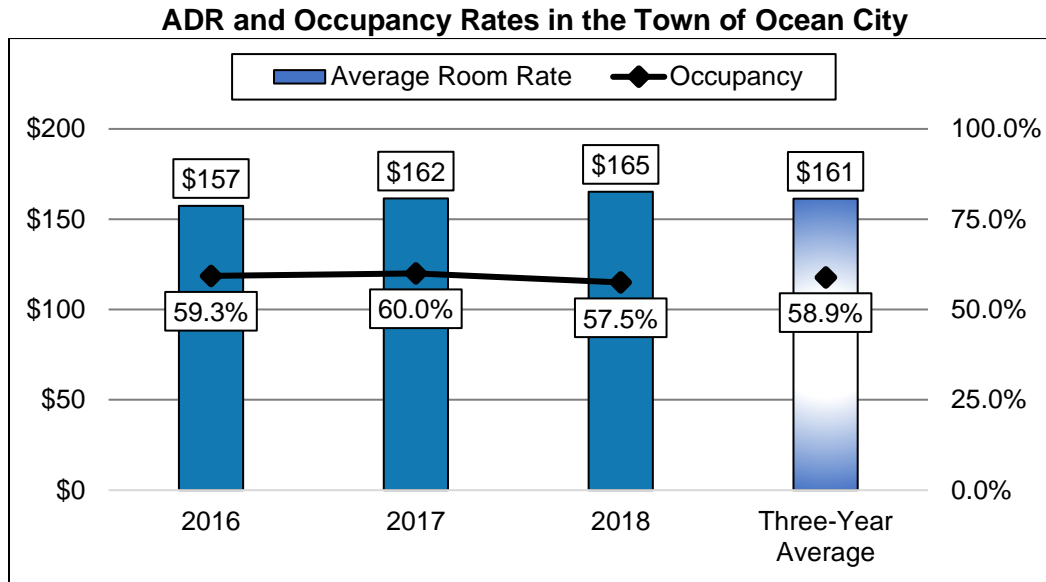 ADR and Occupancy Rates in the Town of Ocean City
Average Room Rate Occupancy
$200 100.0%
$157 $162 $165 $161
$150 75.0%
59.3% 60.0% 57.5% 58.9%
$100 50.0%
$50 25.0%
$0 0.0%
2016 2017 2018 Three-Year
Average